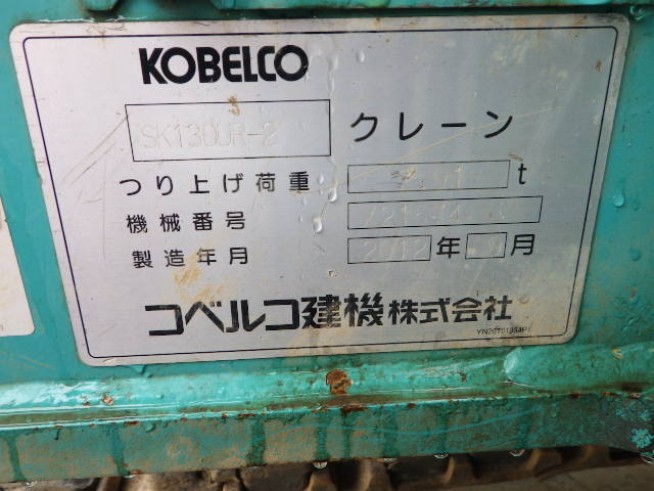 KOBELCO
SK130UR-2 クレーン
つり上げ荷重 t
機械番号
製造年月 2012 年 月
コベルコ建機株式会社